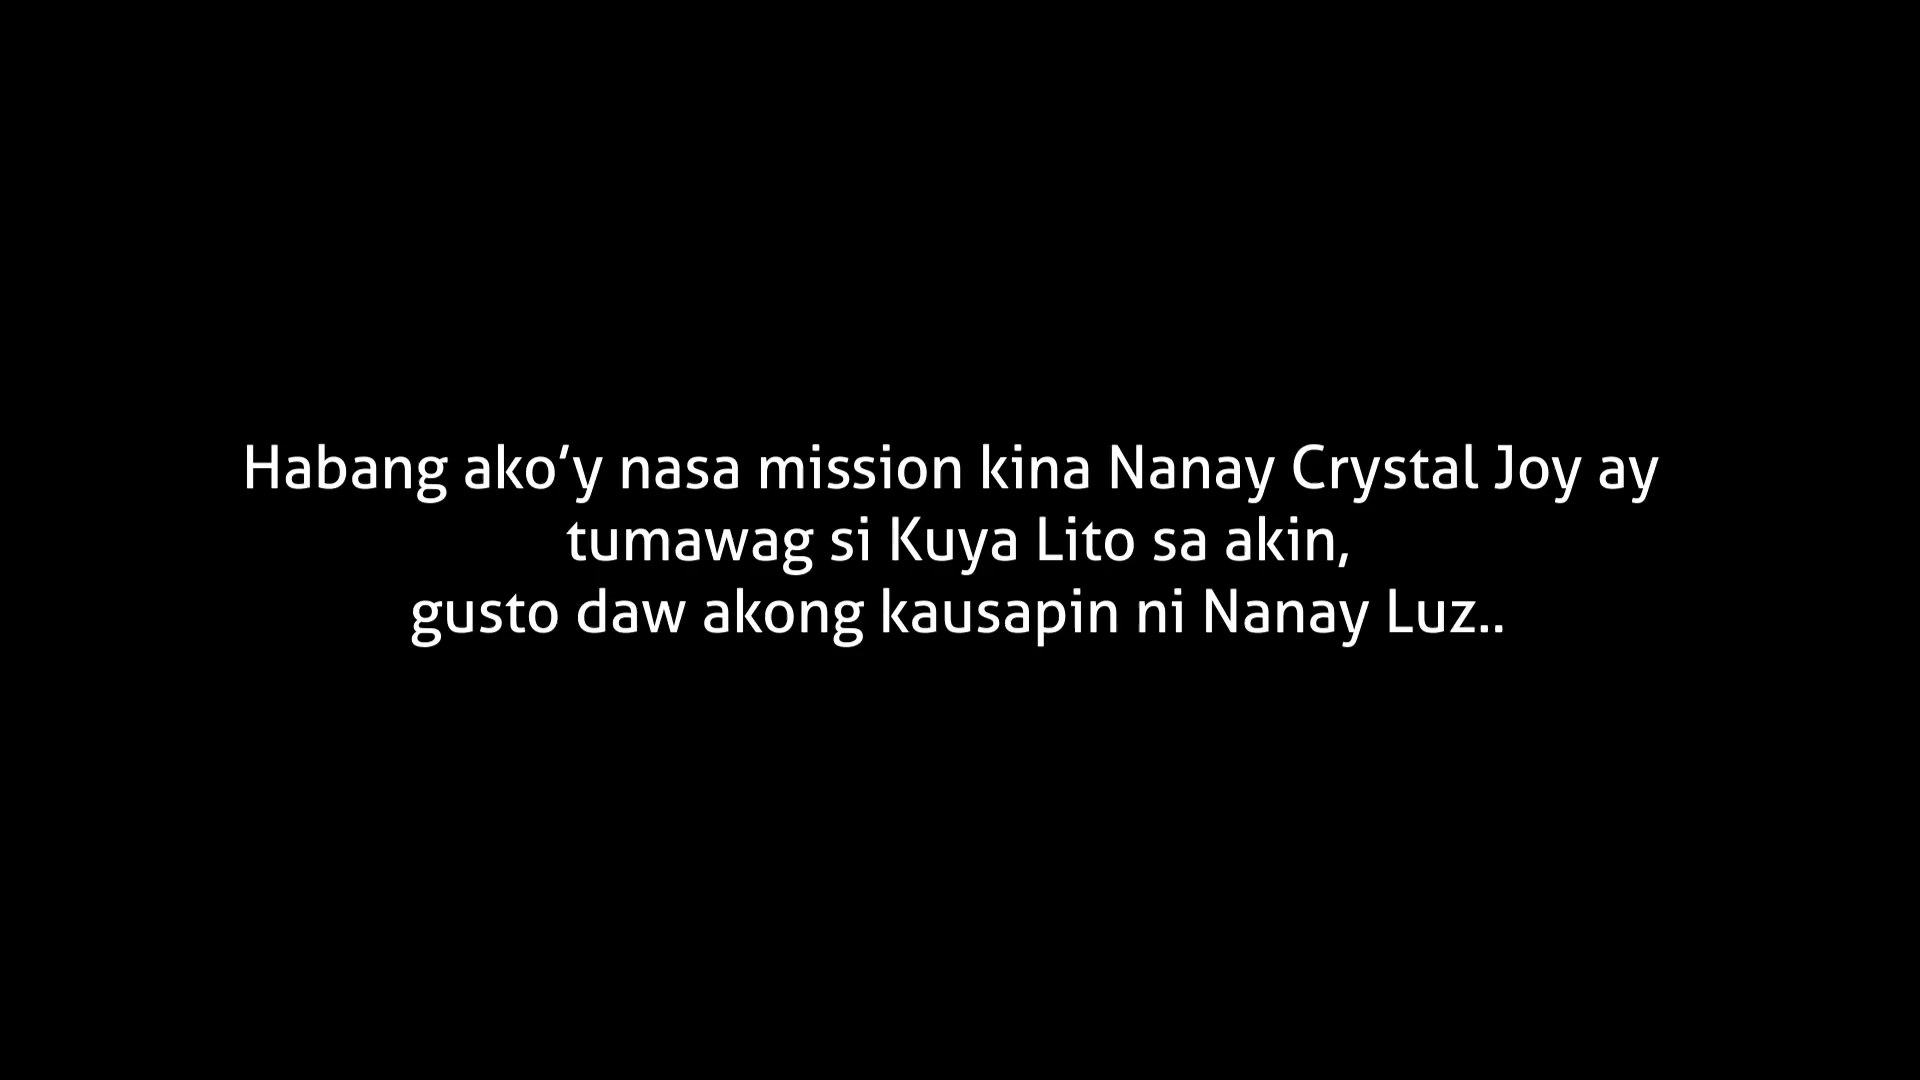 Habang ako’y nasa mission kina Nanay Crystal Joy ay
tumawag si Kuya Lito sa akin,
gusto daw akong kausapin ni Nanay Luz..